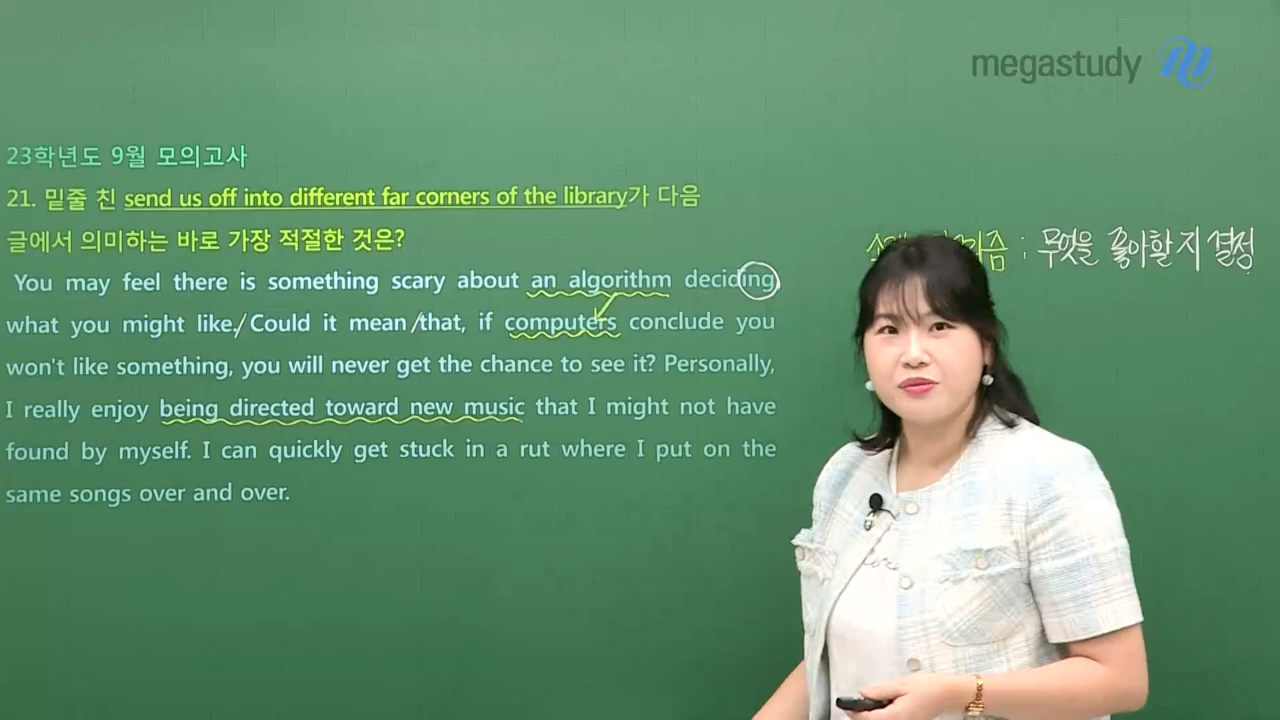 megastudy
23학년도 9월 모의고사
21. 밑줄 친 send us off into different far corners of the library가 다음
글에서 의미하는 바로 가장 적절한 것은?
You may feel there is something scary about an algorithm deciding
what you might like. Could it mean that, if computers conclude you
won't like something, you will never get the chance to see it? Personally,
I really enjoy being directed toward new music that I might not have
found by myself. I can quickly get stuck in a rut where I put on the
same songs over and over.
: 무엇을 좋아할지 결정